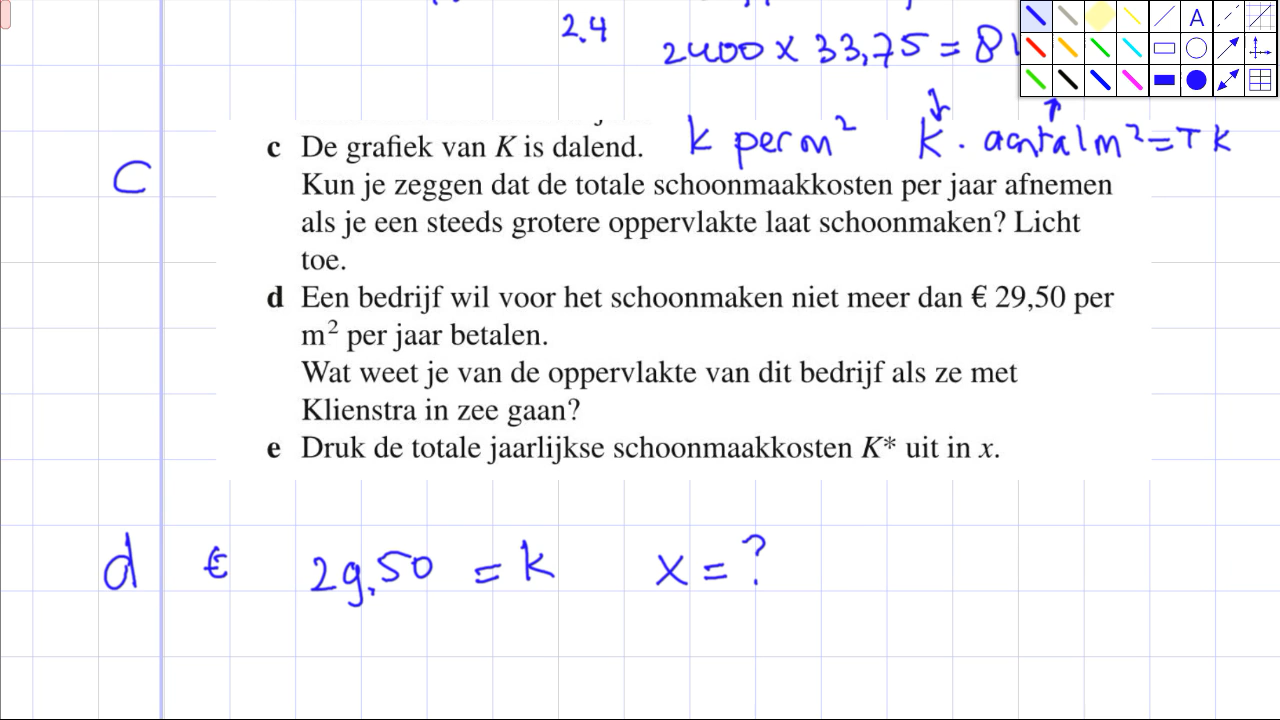 2.4
2400 x 33,75 = 81
k per m²
K . aantal m² = T K
c
c De grafiek van K is dalend.
Kun je zeggen dat de totale schoonmaakkosten per jaar afnemen
als je een steeds grotere oppervlakte laat schoonmaken? Licht
toe.
d Een bedrijf wil voor het schoonmaken niet meer dan € 29,50 per
m² per jaar betalen.
Wat weet je van de oppervlakte van dit bedrijf als ze met
Klienstra in zee gaan?
e Druk de totale jaarlijkse schoonmaakkosten K* uit in x.
d € 29,50 = k x = ?
A